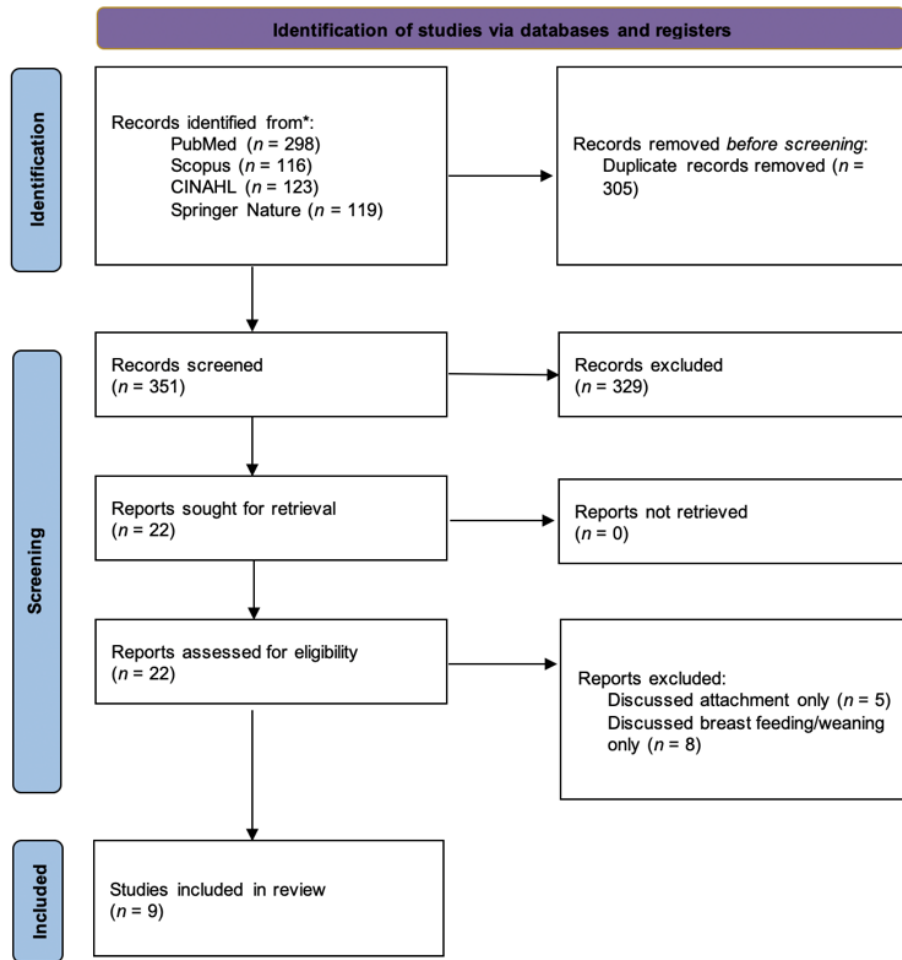 Identification of studies via databases and registers
Identification
Records identified from*:
PubMed (n = 298)
Scopus (n = 116)
CINAHL (n = 123)
Springer Nature (n = 119)
Records removed before screening:
Duplicate records removed (n =
305)
Screening
Records screened
(n = 351)
Records excluded
(n = 329)
Reports sought for retrieval
(n = 22)
Reports not retrieved
(n = 0)
Reports assessed for eligibility
(n = 22)
Reports excluded:
Discussed attachment only (n = 5)
Discussed breast feeding/weaning
only (n = 8)
Included
Studies included in review
(n = 9)